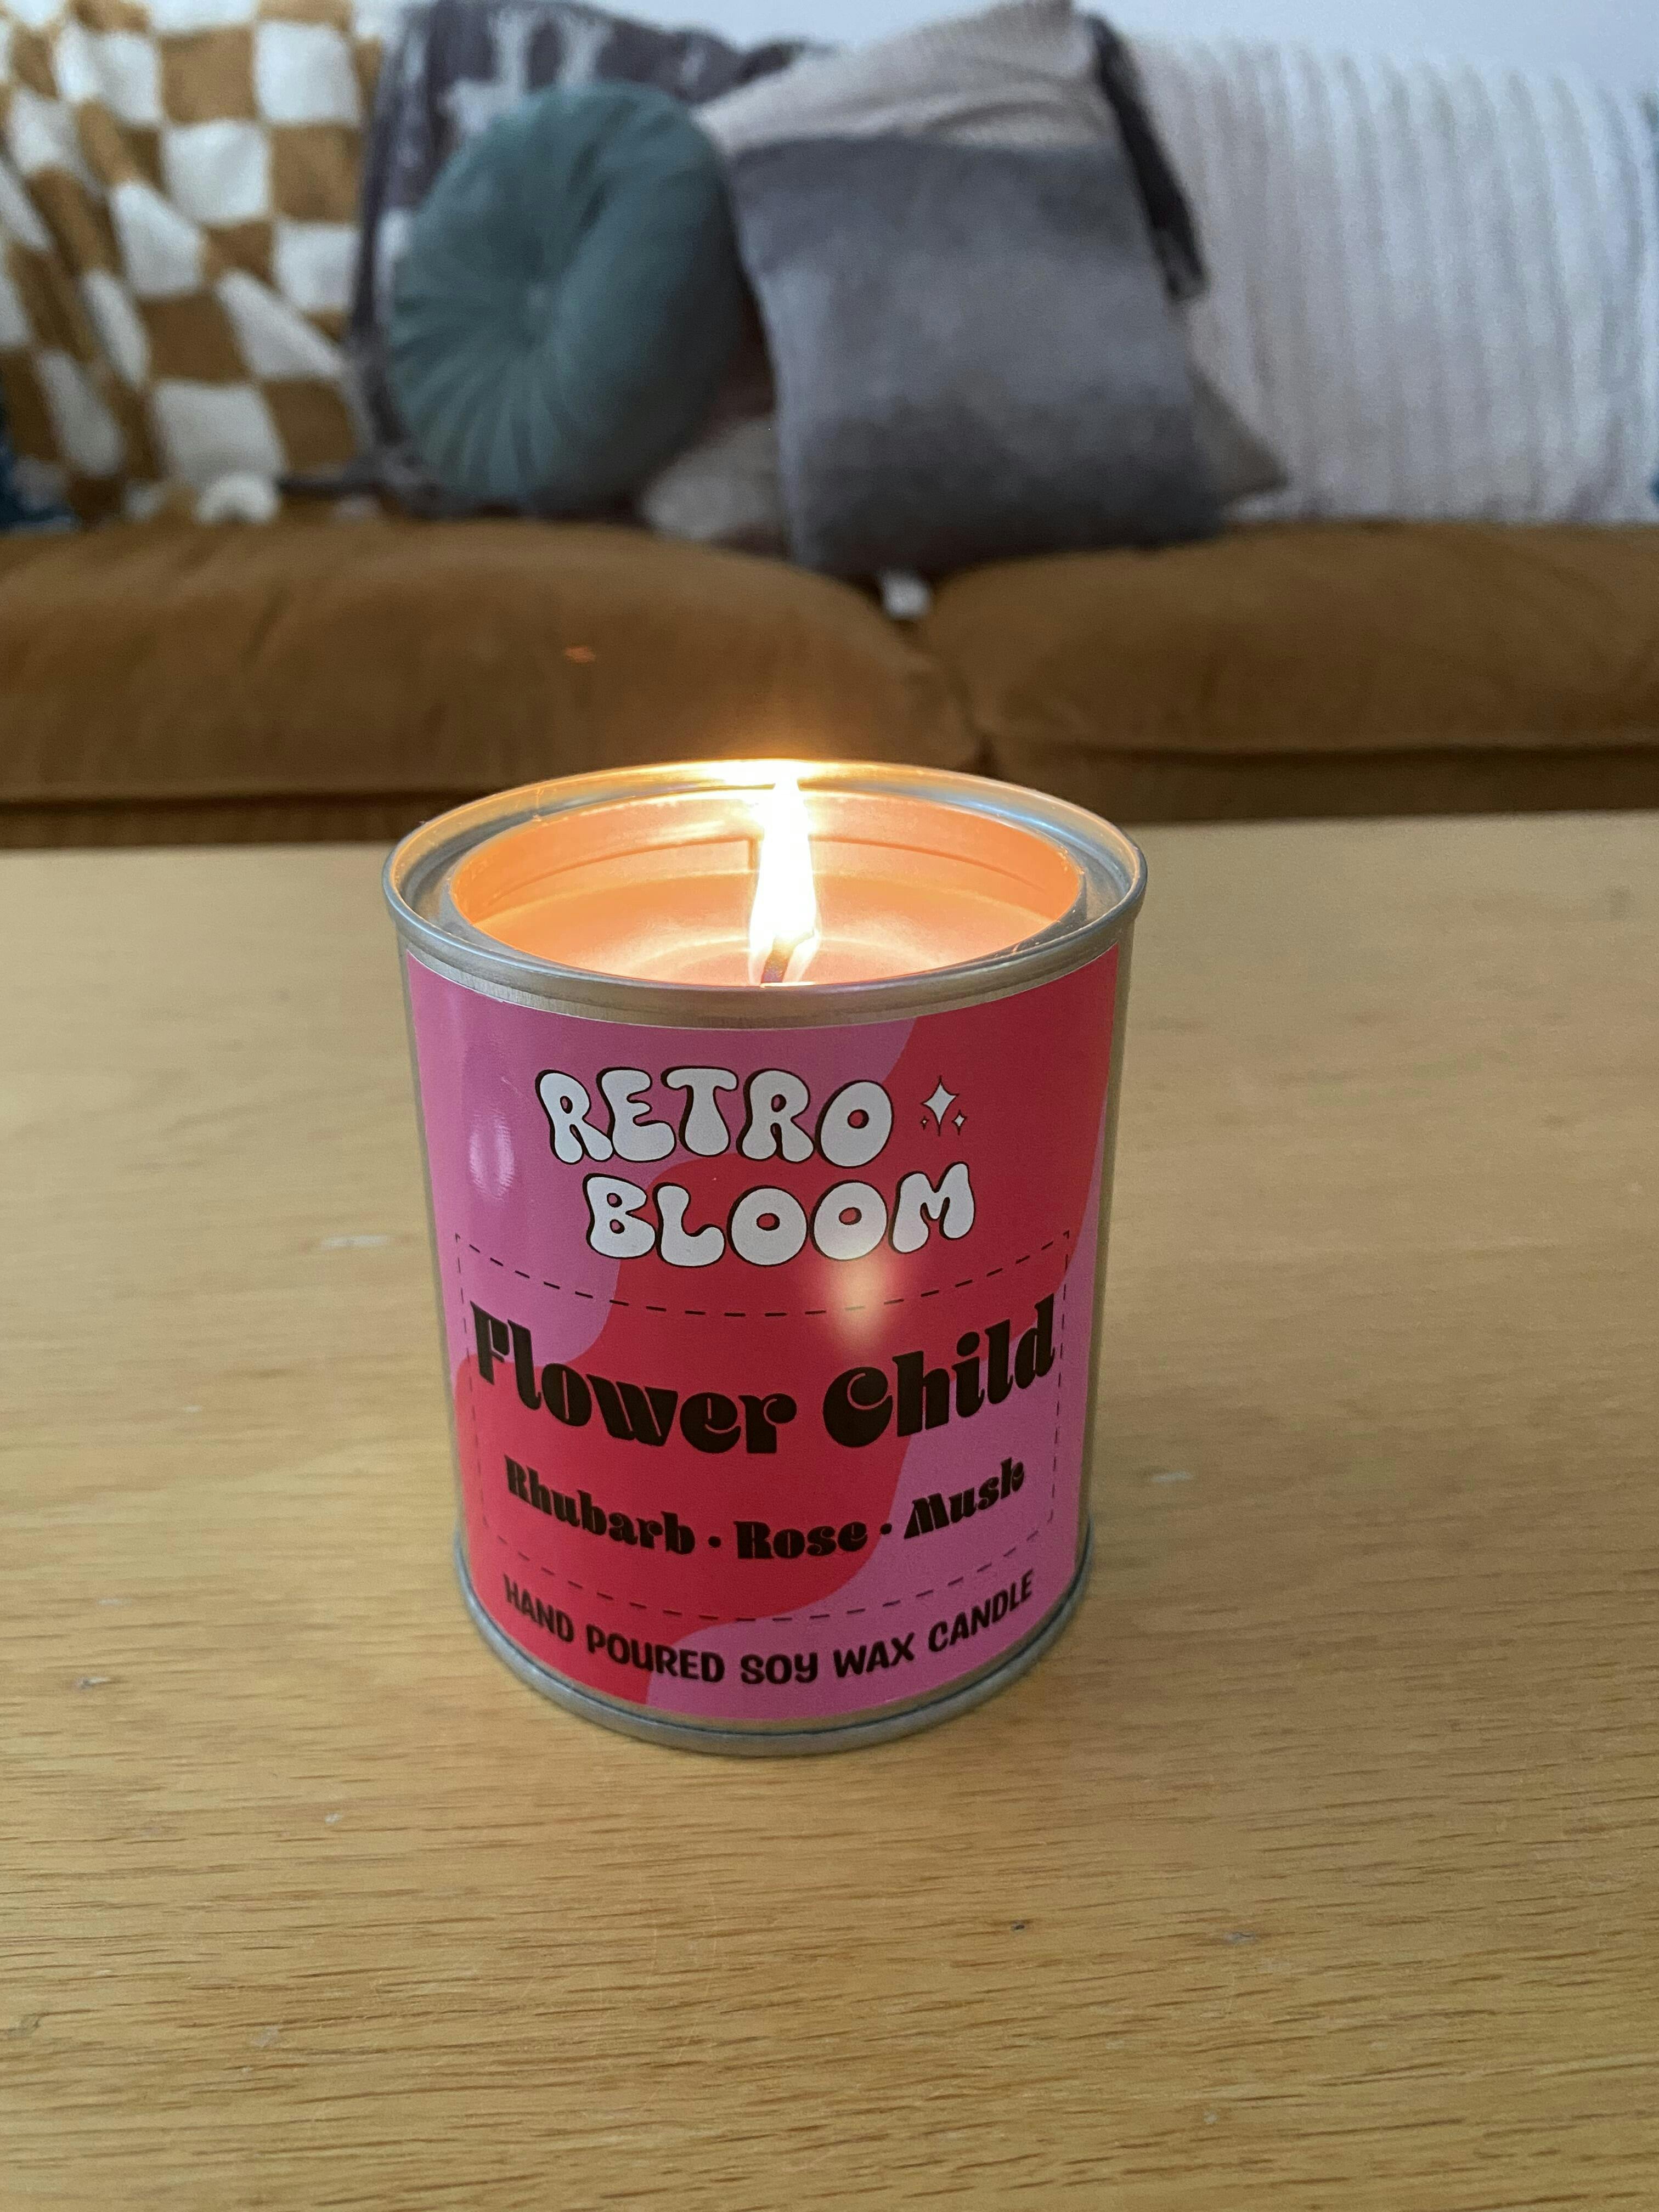 RETRO
BLOOM
Flower Child
Rhubarb · Rose · Musk
HAND POURED SOY WAX CANDLE